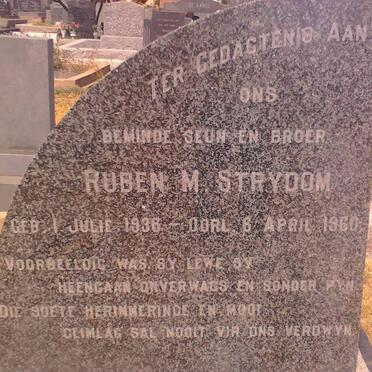 TER GEDAGTENIS AAN
ONS
BEMINDE SEUN EN BROER
RUBEN M. STRYDOM
GEB. 1 JULIE 1936 – OORL. 6 APRIL 1960.
VOORBEELDIG WAS SY LEWE SY
HEENGAAN ONVERWAGS EN SONDER PYN
DIE SOETE HERINNERINGE EN MOOI
GLIMLAG SAL NOOIT VIR ONS VERDWYN